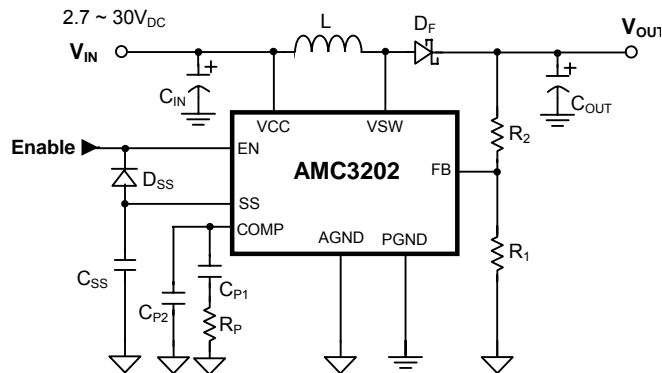 2.7 ~ 30VDC
L
DF
VOUT
VIN
CIN
COUT
VCC
VSW
R2
Enable
EN
AMC3202
FB
DSS
SS
COMP
AGND
PGND
R1
CSS
CP1
CP2
RP